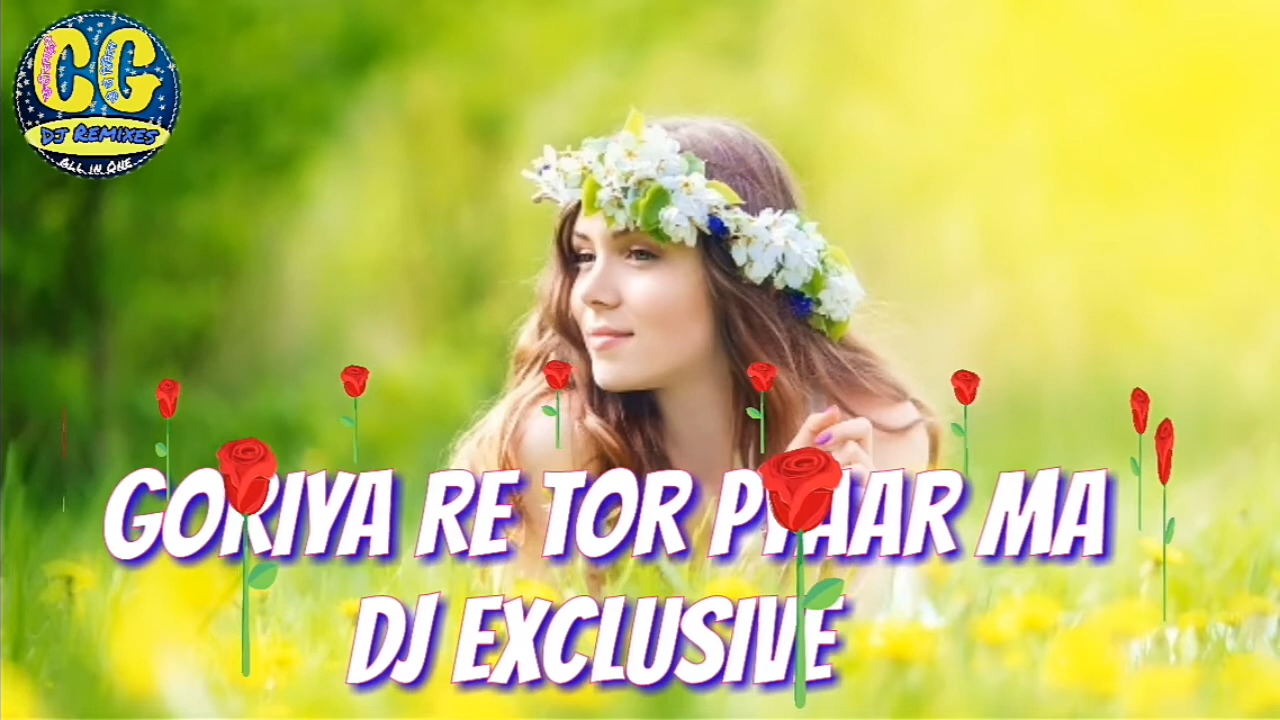 CG
DJ REMIXES
ALL IN ONE
GORIYA RE TOR PYAAR MA
DJ EXCLUSIVE